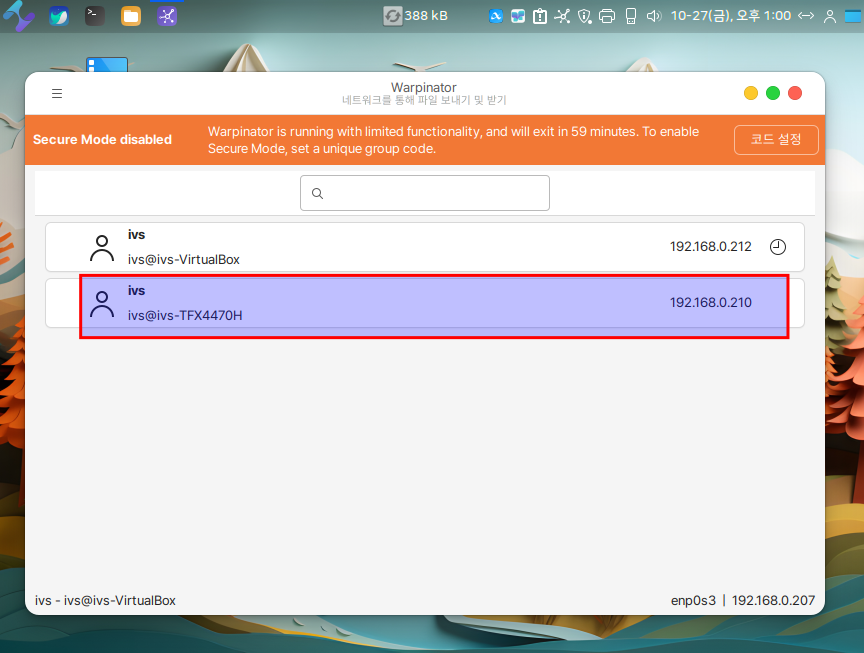 388 kB
10-27(금), 오후 1:00
Warpinator
네트워크를 통해 파일 보내기 및 받기
Secure Mode disabled
Warpinator is running with limited functionality, and will exit in 59 minutes. To enable
Secure Mode, set a unique group code.
코드 설정
ivs
ivs@ivs-VirtualBox
192.168.0.212
ivs
ivs@ivs-TFX4470H
192.168.0.210
ivs - ivs@ivs-VirtualBox
enp0s3 | 192.168.0.207